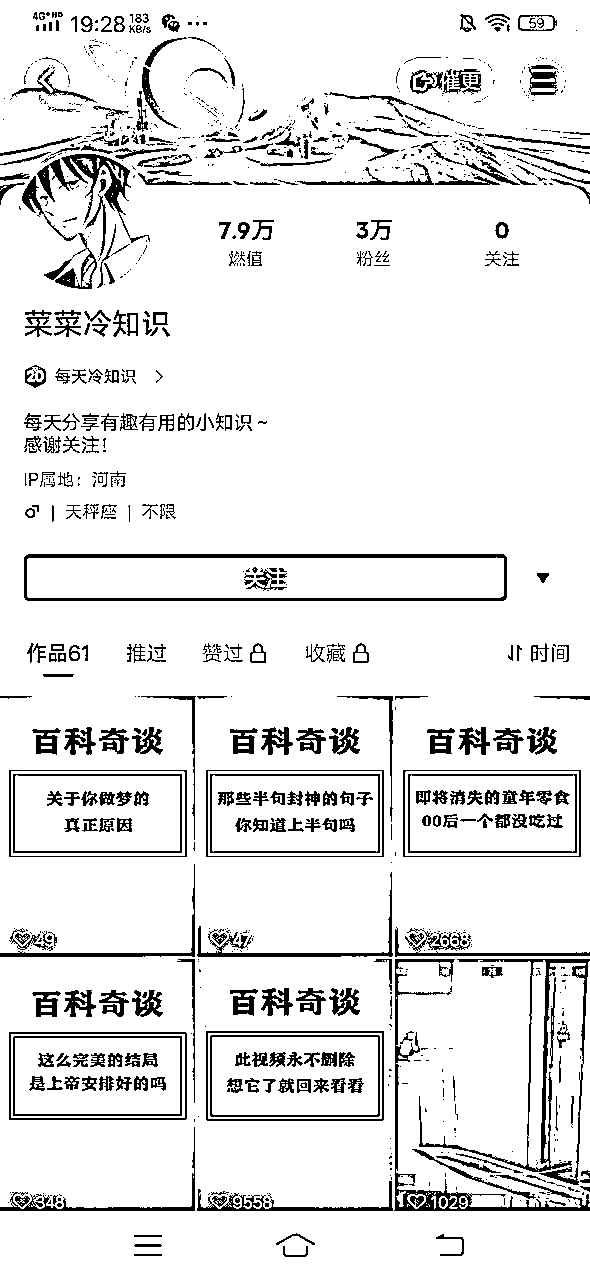 4G+HD 19:28 183 KB/s 59
催更
7.9万 3万 0
燃值 粉丝 关注
菜菜冷知识
20 每天冷知识
每天分享有趣有用的小知识~
感谢关注!
IP属地：河南
♂ | 天秤座 | 不限
关注
作品61 推过 赞过 收藏 时间
百科奇谈 百科奇谈 百科奇谈
关于你做梦的
真正原因
那些半句封神的句子
你知道上半句吗
即将消失的童年零食
00后一个都没吃过
49 47 2668
百科奇谈 百科奇谈
这么完美的结局
是上帝安排好的吗
此视频永不删除
想它了就回来看看
348 9558 1029